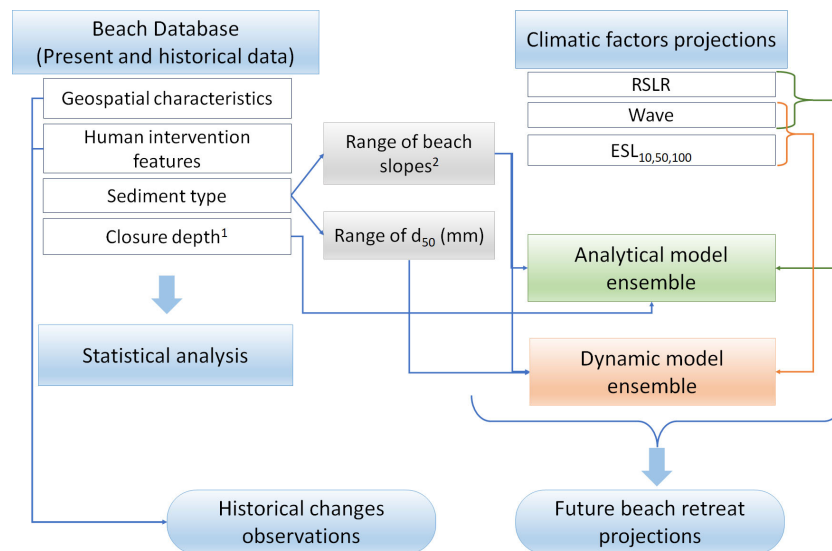 Beach Database
(Present and historical data)
Geospatial characteristics
Human intervention
features
Sediment type
Closure depth¹
Statistical analysis
Range of beach
slopes²
Range of d₅₀ (mm)
Climatic factors projections
RSLR
Wave
ESL₁₀,₅₀,₁₀₀
Analytical model
ensemble
Dynamic model
ensemble
Historical changes
observations
Future beach retreat
projections